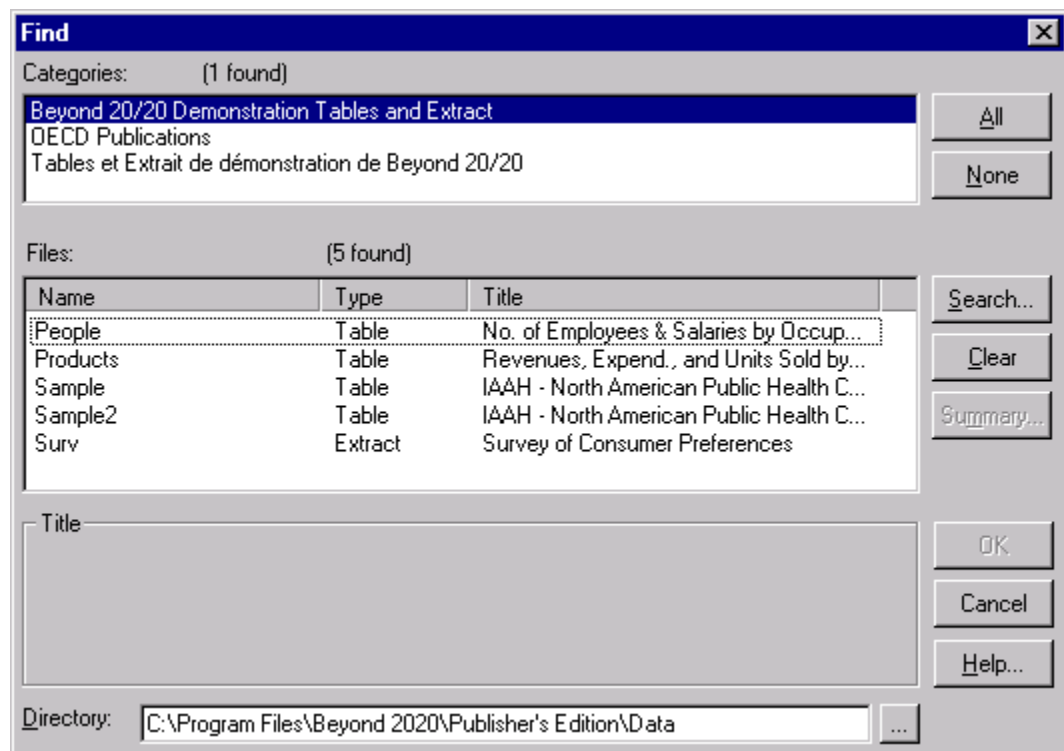 Find
Categories: (1 found)
Beyond 20/20 Demonstration Tables and Extract
OECD Publications
Tables et Extrait de démonstration de Beyond 20/20
All
None
Files: (5 found)
Name Type Title
People Table No. of Employees & Salaries by Occup...
Products Table Revenues, Expend., and Units Sold by...
Sample Table IAAH - North American Public Health C...
Sample2 Table IAAH - North American Public Health C...
Surv Extract Survey of Consumer Preferences
Search...
Clear
Summary...
Title
OK
Cancel
Help...
Directory: C:\Program Files\Beyond 2020\Publisher's Edition\Data ...